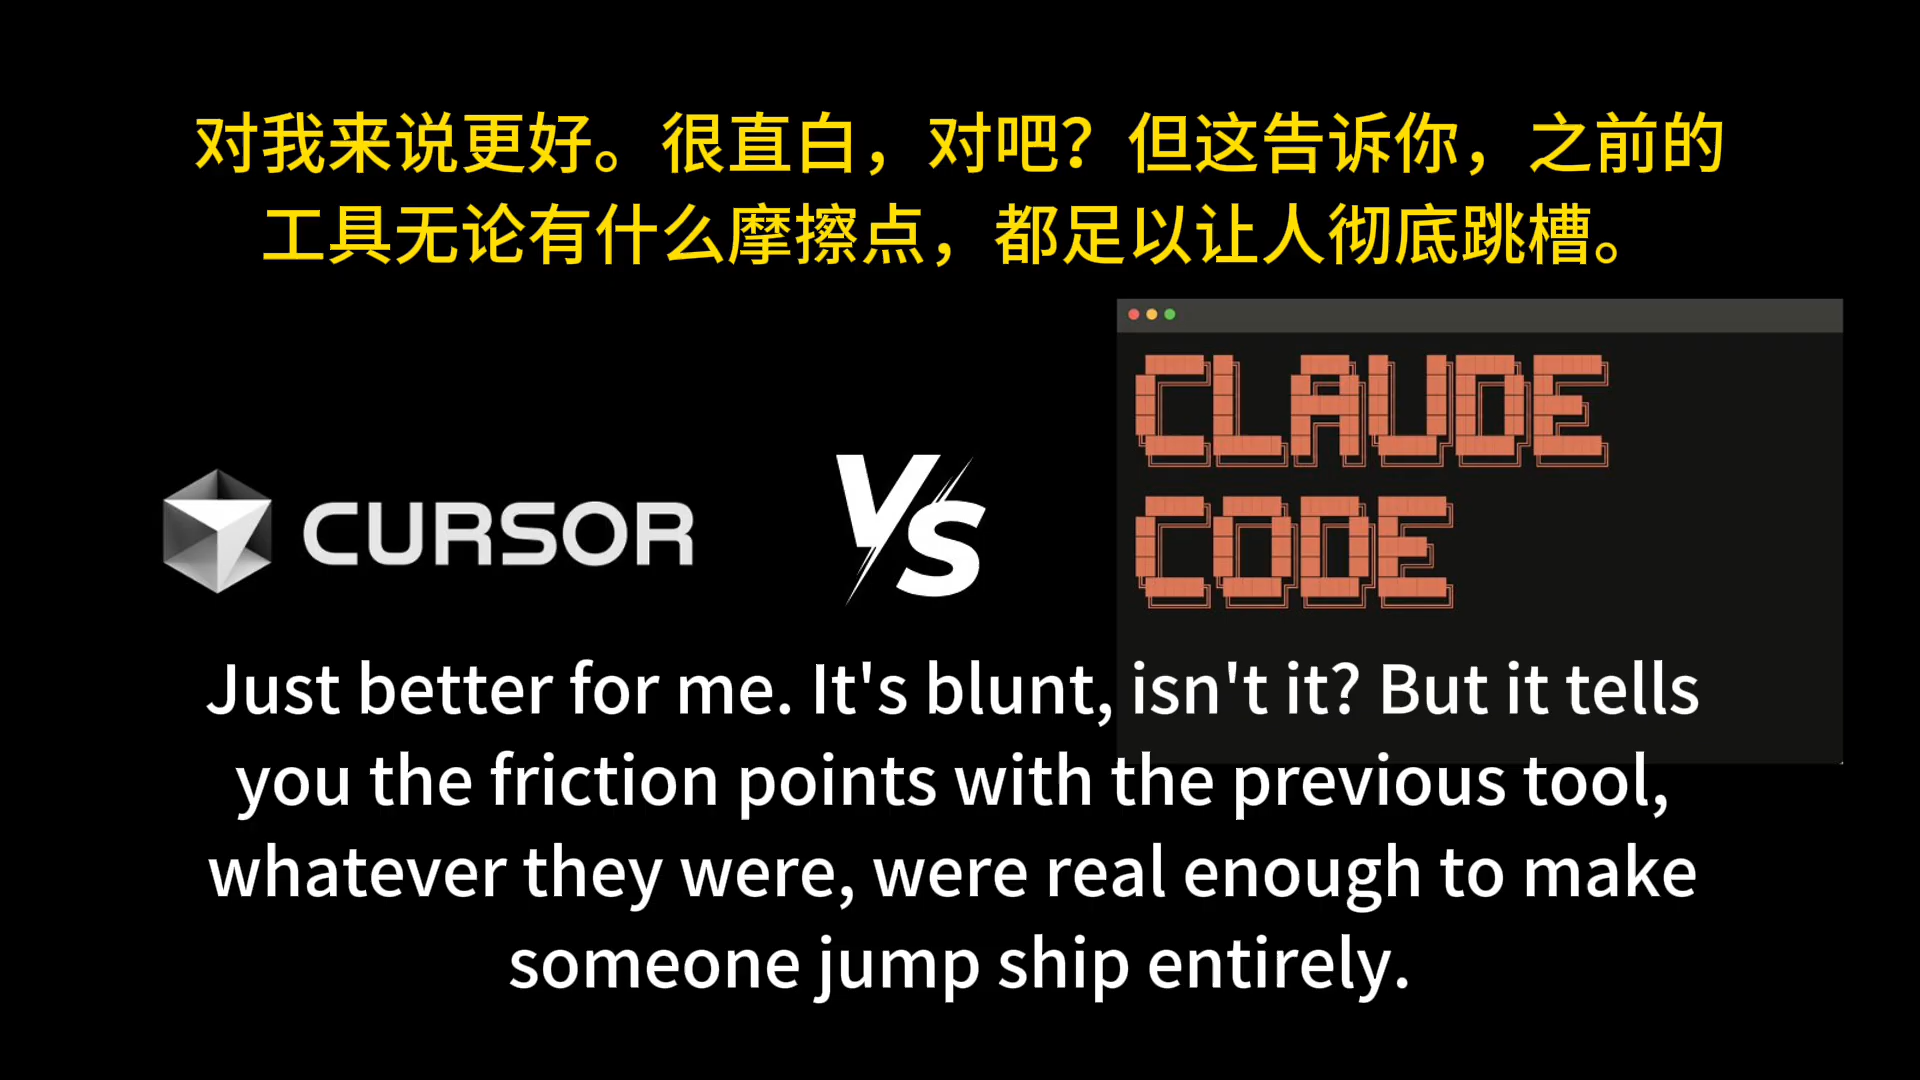 对我来说更好。很直白，对吧？但这告诉你，之前的
工具无论有什么摩擦点，都足以让人彻底跳槽。
CURSOR
VS
CLAUDE
CODE
Just better for me. It's blunt, isn't it? But it tells
you the friction points with the previous tool,
whatever they were, were real enough to make
someone jump ship entirely.